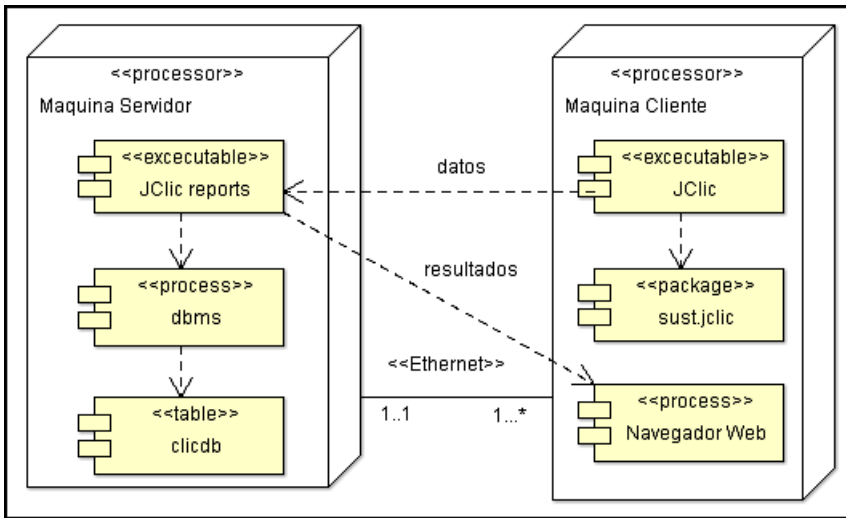 <<processor>>
Maquina Servidor
<<excecutable>>
JClic reports
<<process>>
dbms
<<table>>
clicdb
datos
resultados
<<Ethernet>>
1..1
1...*
<<processor>>
Maquina Cliente
<<excecutable>>
JClic
<<package>>
sust.jclic
<<process>>
Navegador Web